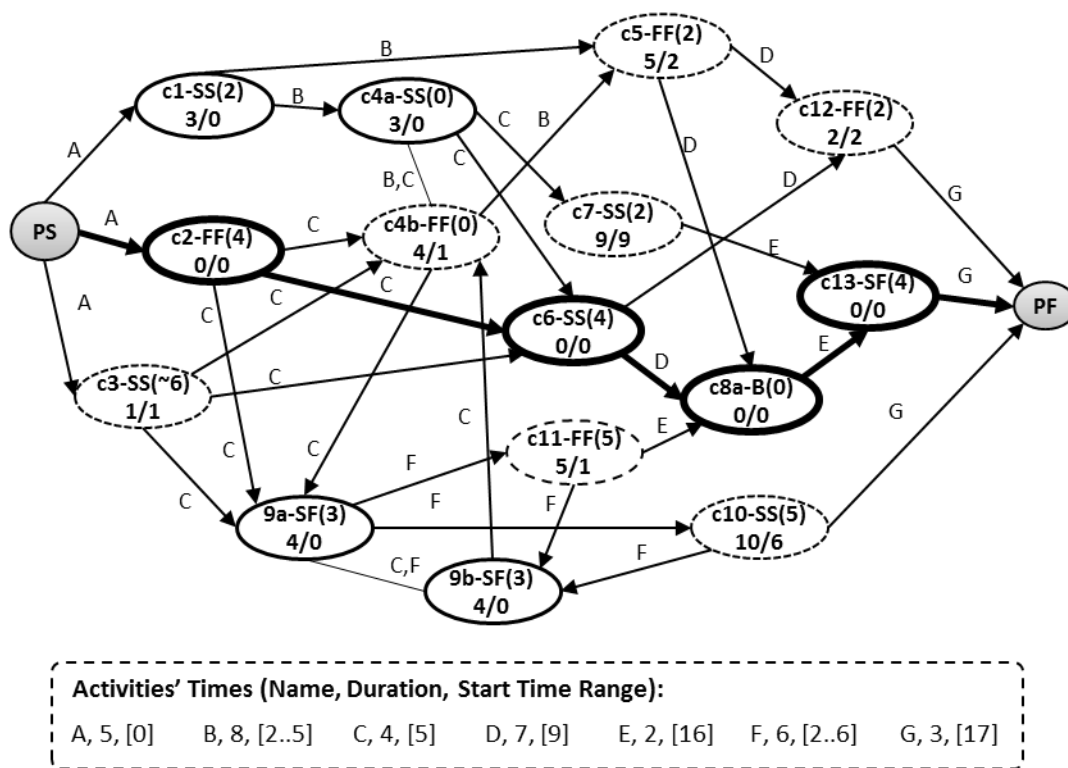 B
c5-FF(2)
5/2
D
c1-SS(2)
3/0
B
c4a-SS(0)
3/0
C
B
c12-FF(2)
2/2
A
C
D
B,C
D
G
PS
A
c2-FF(4)
0/0
C
c4b-FF(0)
4/1
c7-SS(2)
9/9
E
C
C
c13-SF(4)
0/0
G
PF
A
C
c6-SS(4)
0/0
c3-SS(~6)
1/1
C
D
E
c8a-B(0)
0/0
C
C
C
c11-FF(5)
5/1
E
G
F
C
9a-SF(3)
4/0
F
F
c10-SS(5)
10/6
C,F
9b-SF(3)
4/0
F
Activities' Times (Name, Duration, Start Time Range):
A, 5, [0] B, 8, [2..5] C, 4, [5] D, 7, [9] E, 2, [16] F, 6, [2..6] G, 3, [17]